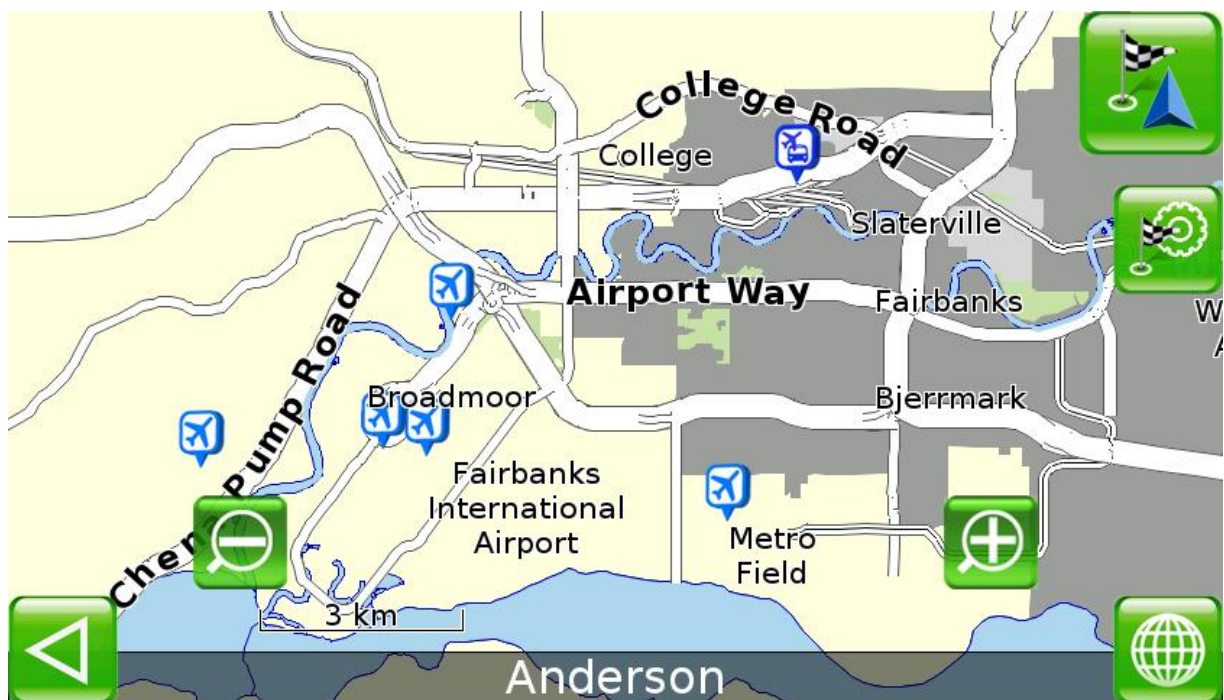 College Road
College
Slaterville
Airport Way
Fairbanks
W
A
Chena Pump Road
Broadmoor
Bjerrmark
Fairbanks
International
Airport
Metro
Field
3 km
Anderson